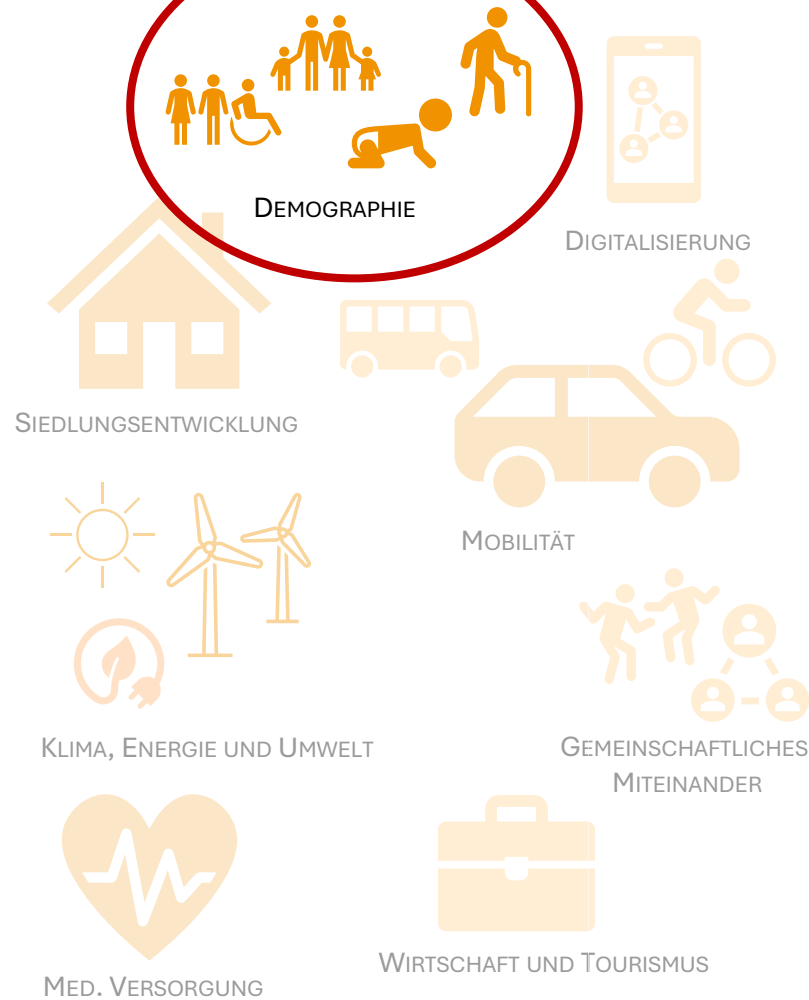 DEMOGRAPHIE
DIGITALISIERUNG
SIEDLUNGSENTWICKLUNG
MOBILITÄT
KLIMA, ENERGIE UND UMWELT
GEMEINSCHAFTLICHES
MITEINANDER
WIRTSCHAFT UND TOURISMUS
MED. VERSORGUNG